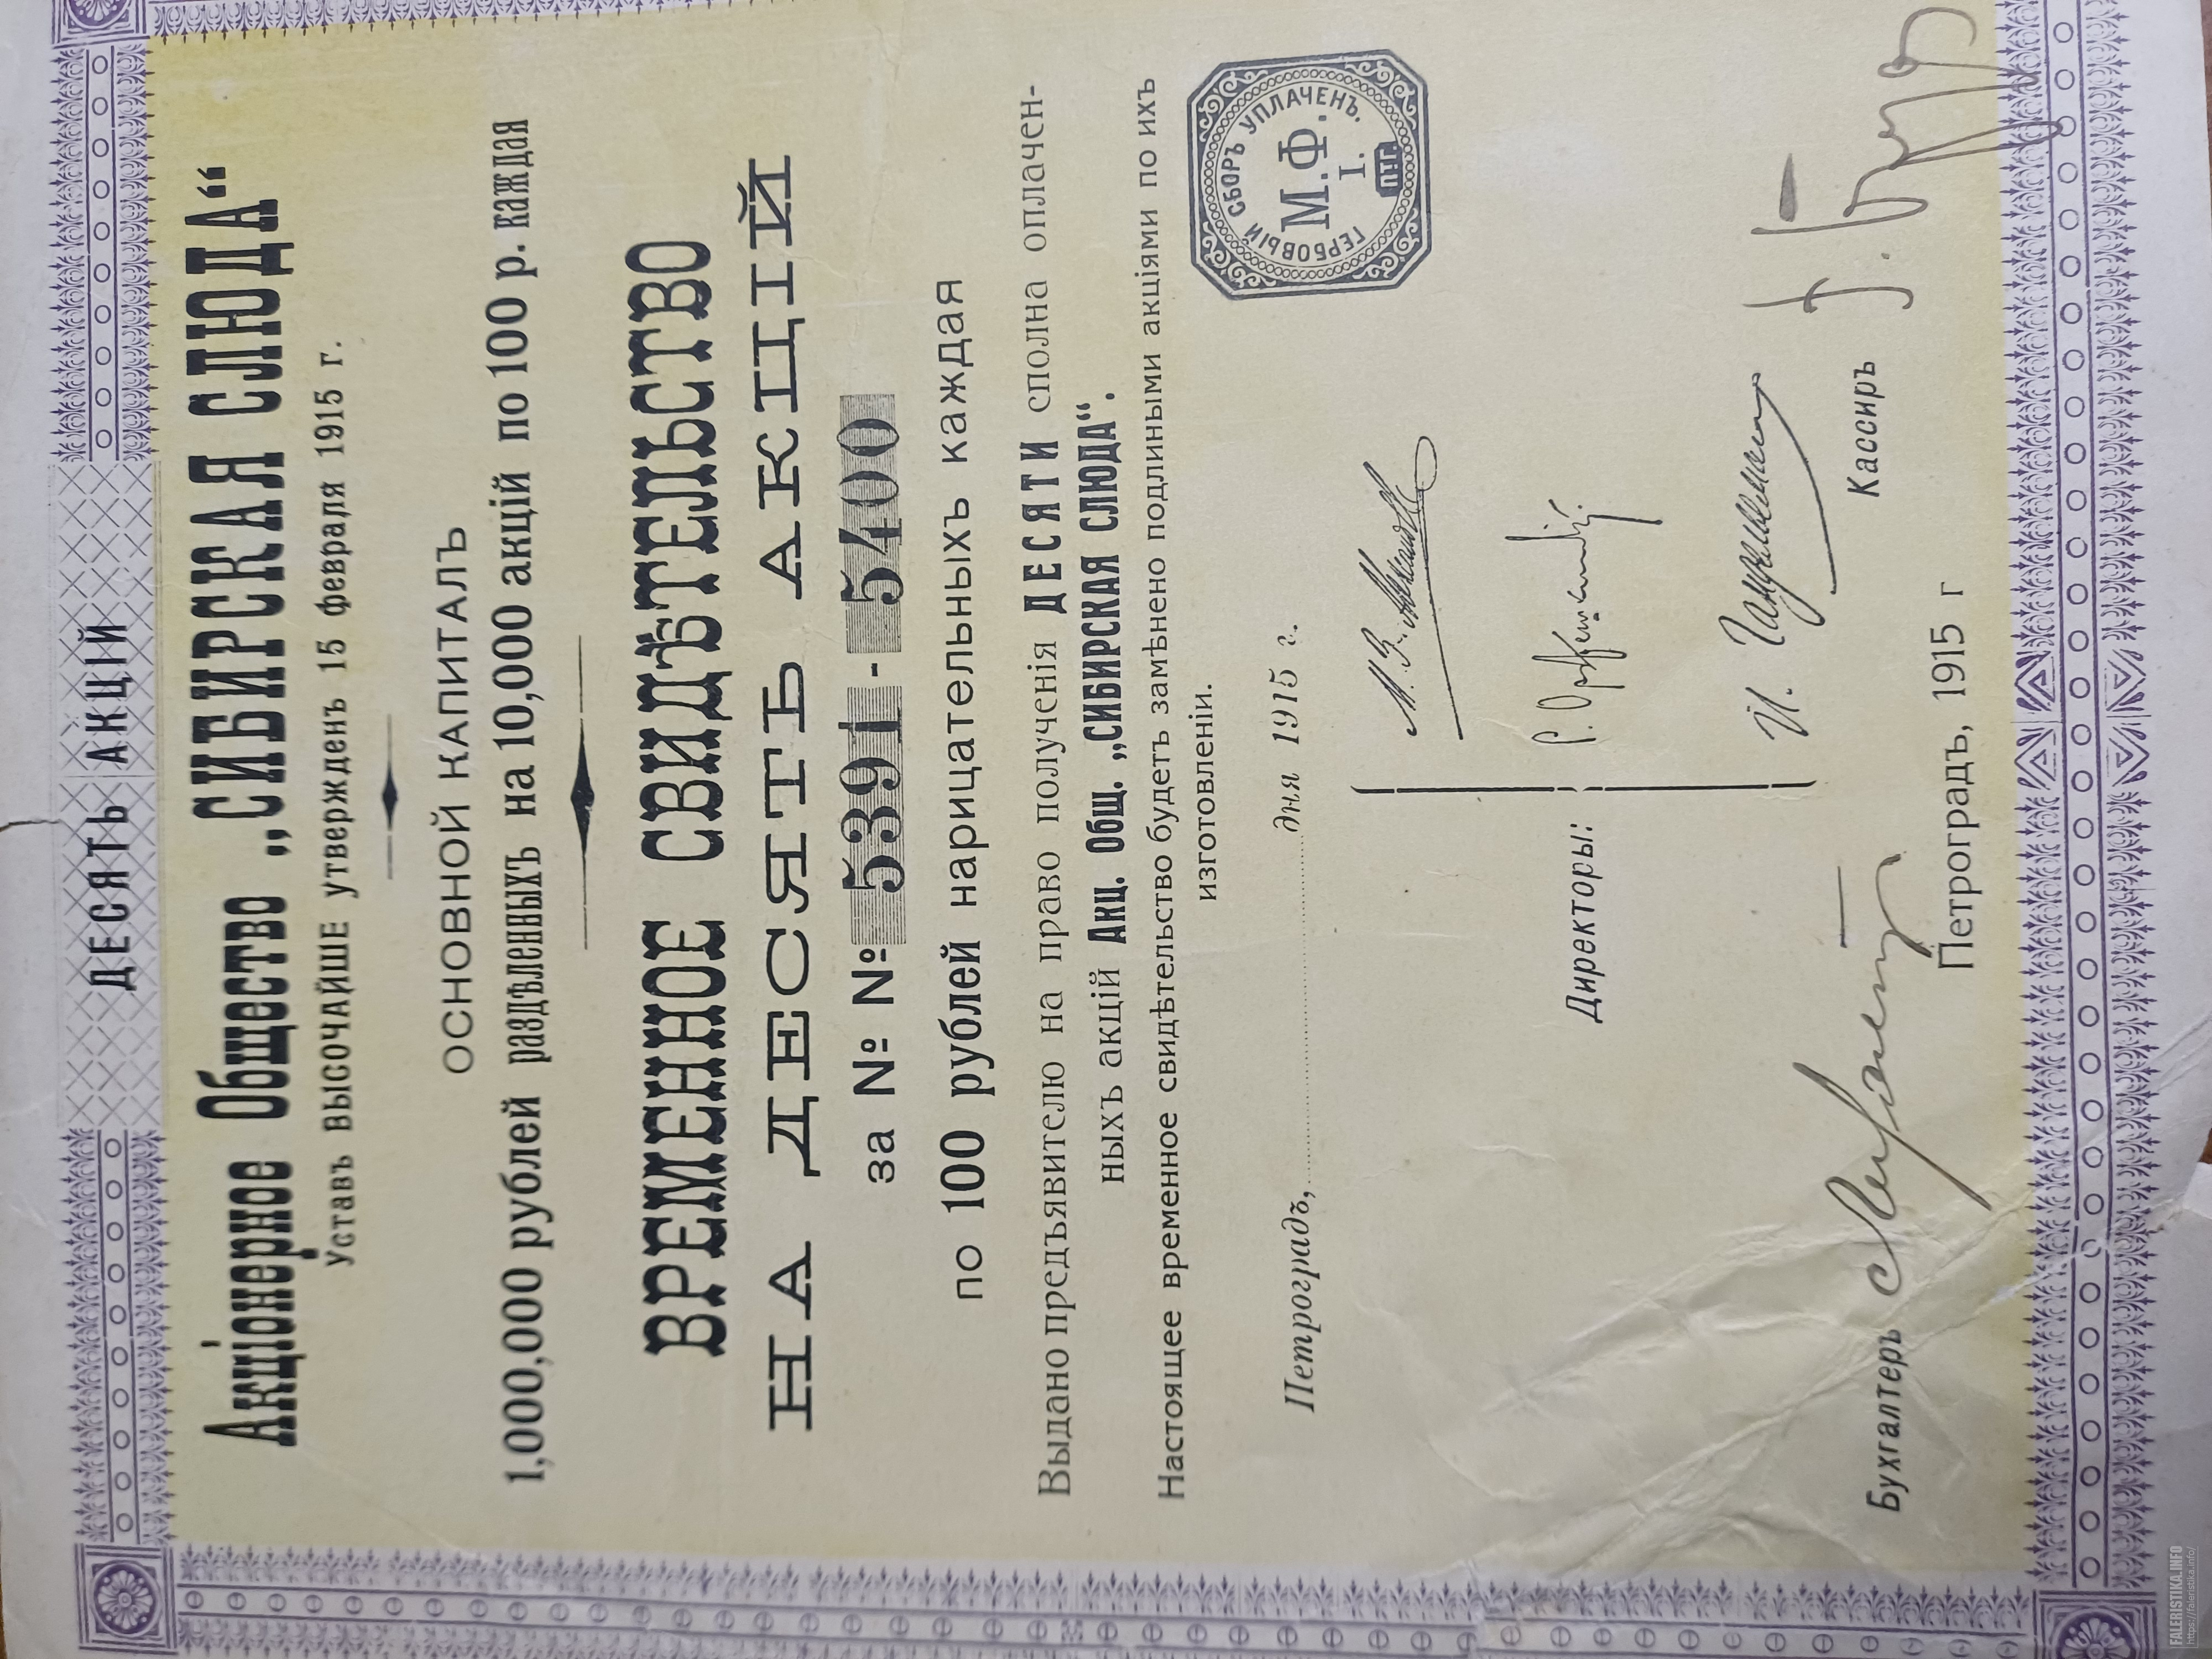 ДЕСЯТЬ АКЦІЙ
Акціонерное Общество „СИБИРСКАЯ СЛЮДА“
Уставъ ВЫСОЧАЙШЕ утвержденъ 15 февраля 1915 г.
ОСНОВНОЙ КАПИТАЛЪ
1,000,000 рублей раздѣленныхъ на 10,000 акцій по 100 р. каждая
ВРЕМЕННОЕ СВИДѢТЕЛЬСТВО
НА ДЕСЯТЬ АКЦІЙ
за №№ 5391 - 5400
по 100 рублей нарицательныхъ каждая
Выдано предъявителю на право полученія ДЕСЯТИ сполна оплачен-
ныхъ акцій Акц. Общ. „СИБИРСКАЯ СЛЮДА“.
Настоящее временное свидѣтельство будетъ замѣнено подлиными акціями по ихъ
изготовленіи.
ГЕРБОВЫЙ СБОРЪ УПЛАЧЕНЪ.
М.Ф.
I.
П.Г.
Петроградъ, дня 1915 г.
Директоры:
Бухгалтеръ
Кассиръ
Петроградъ, 1915 г
FALERISTIKA.INFO
https://faleristika.info/